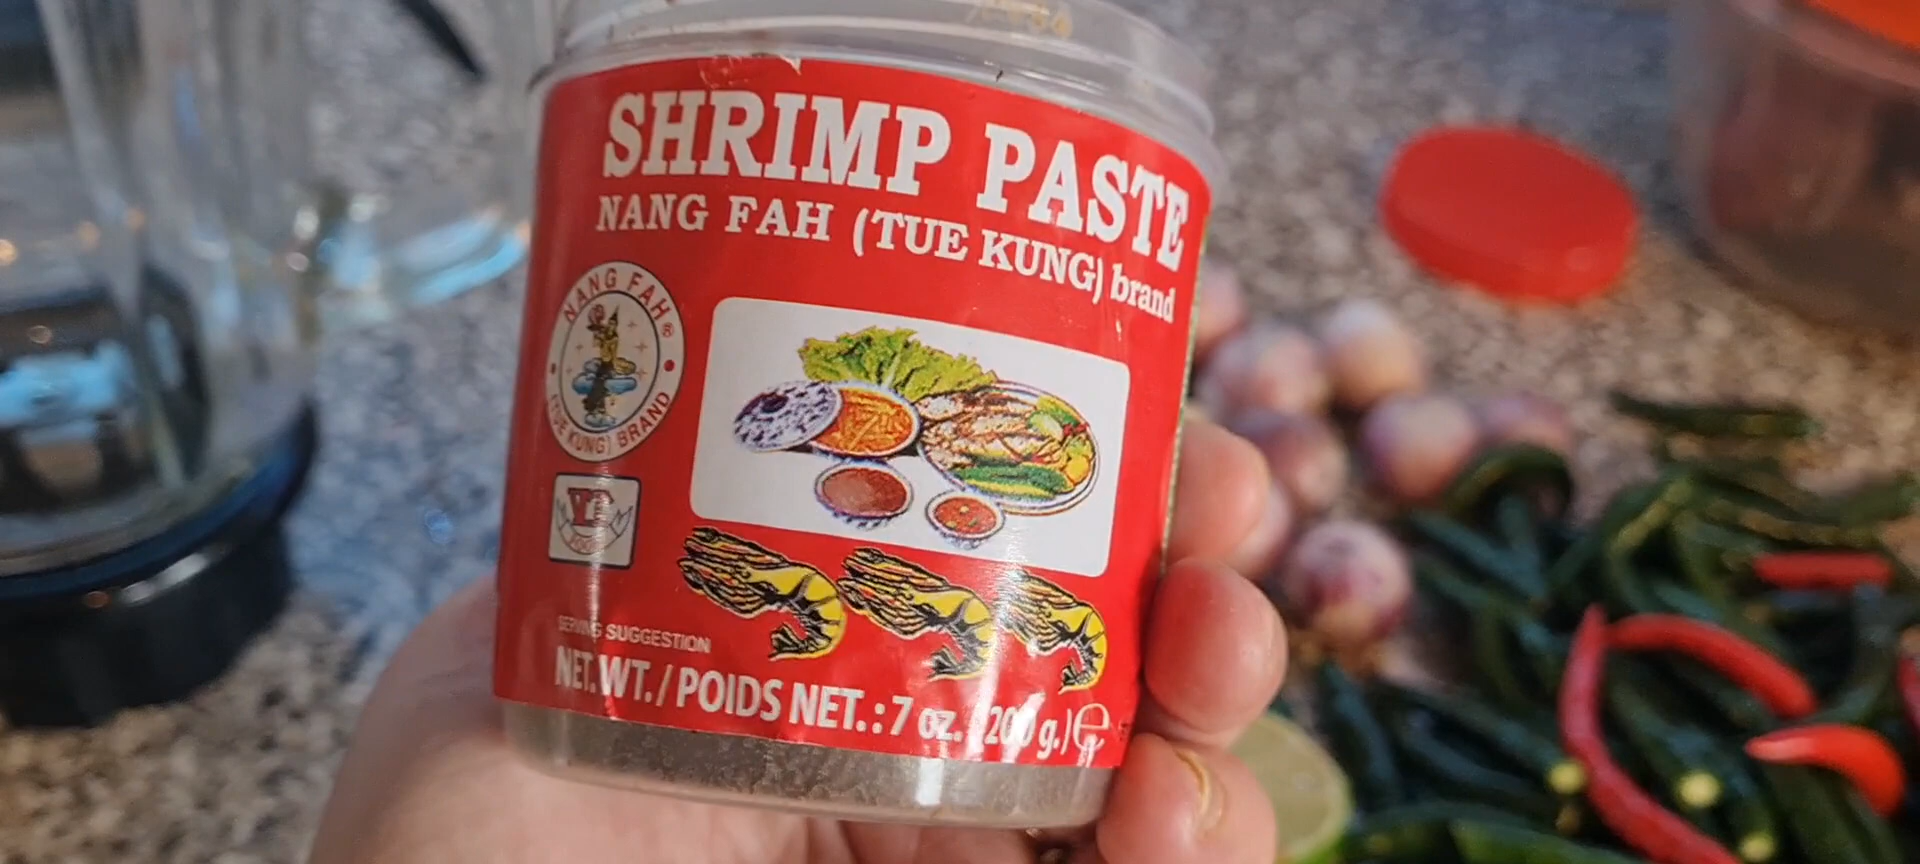 SHRIMP PASTE
NANG FAH (TUE KUNG) brand
NANG FAH®
(TUE KUNG) BRAND
SERVING SUGGESTION
NET.WT./POIDS NET.:7 oz. (200 g.) ℮